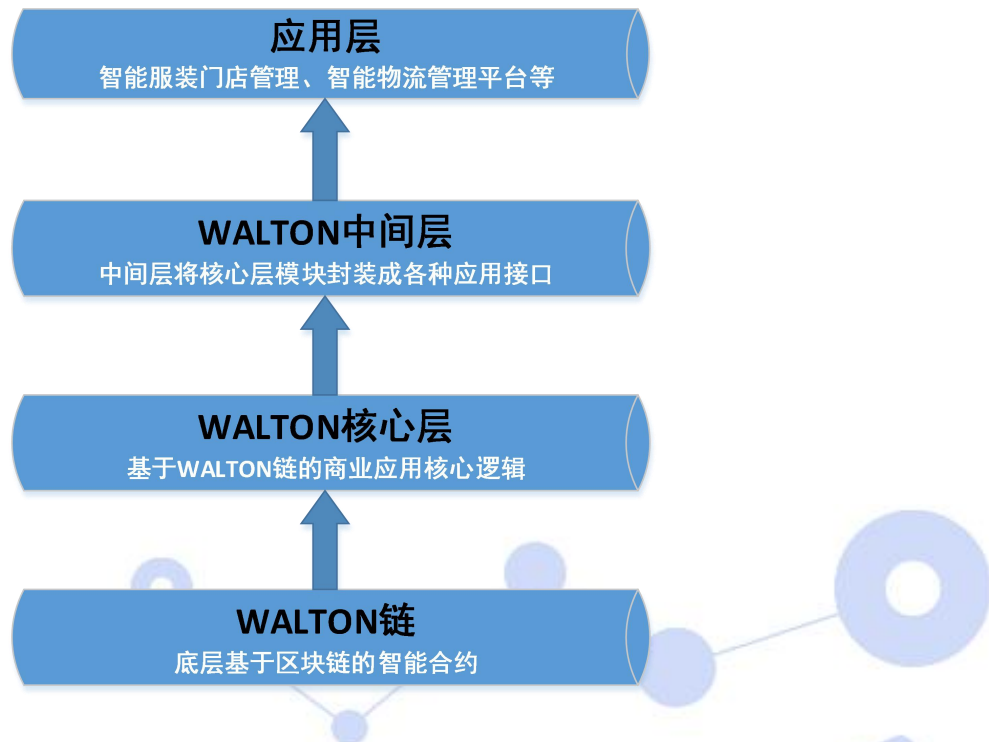 应用层
智能服装门店管理、智能物流管理平台等
WALTON中间层
中间层将核心层模块封装成各种应用接口
WALTON核心层
基于WALTON链的商业应用核心逻辑
WALTON链
底层基于区块链的智能合约